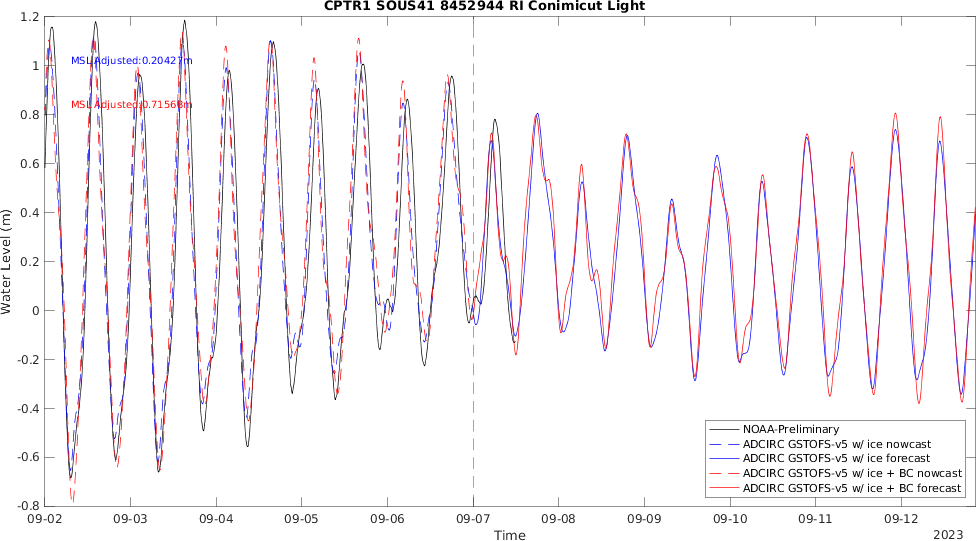 CPTR1 SOUS41 8452944 RI Conimicut Light
1.2
1
0.8
0.6
0.4
0.2
0
-0.2
-0.4
-0.6
-0.8
Water Level (m)
MSL Adjusted:0.20427m
MSL Adjusted:0.71568m
NOAA-Preliminary
ADCIRC GSTOFS-v5 w/ ice nowcast
ADCIRC GSTOFS-v5 w/ ice forecast
ADCIRC GSTOFS-v5 w/ ice + BC nowcast
ADCIRC GSTOFS-v5 w/ ice + BC forecast
09-02 09-03 09-04 09-05 09-06 09-07 09-08 09-09 09-10 09-11 09-12
Time
2023